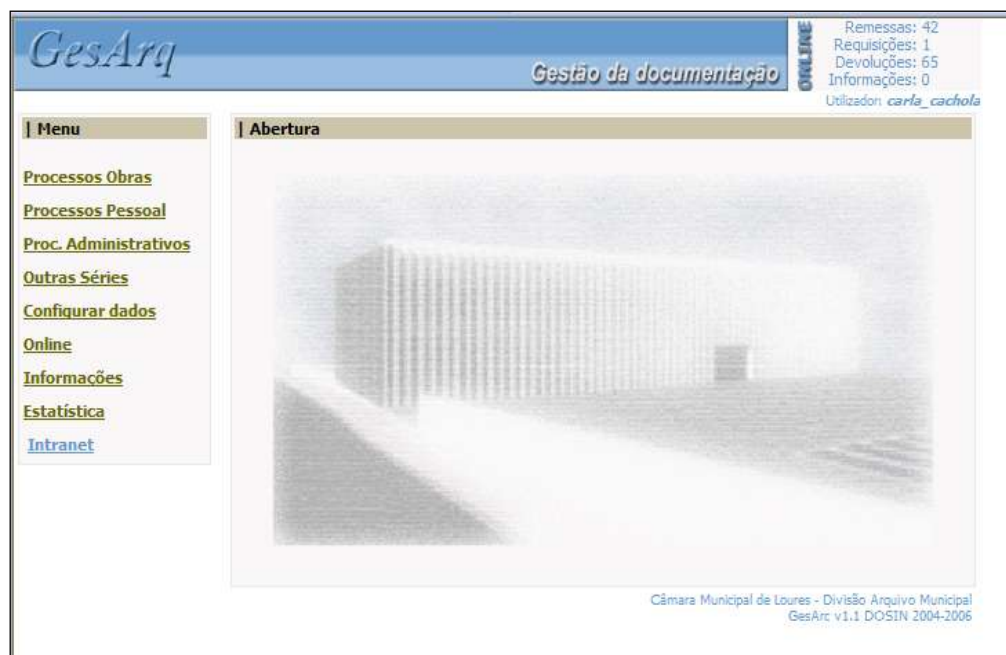 GesArq
Gestão da documentação
ONLINE
Remessas: 42
Requisições: 1
Devoluções: 65
Informações: 0
Utilizador: carla_cachola
| Menu
Processos Obras
Processos Pessoal
Proc. Administrativos
Outras Séries
Configurar dados
Online
Informações
Estatística
Intranet
| Abertura
Câmara Municipal de Loures - Divisão Arquivo Municipal
GesArc v1.1 DOSIN 2004-2006